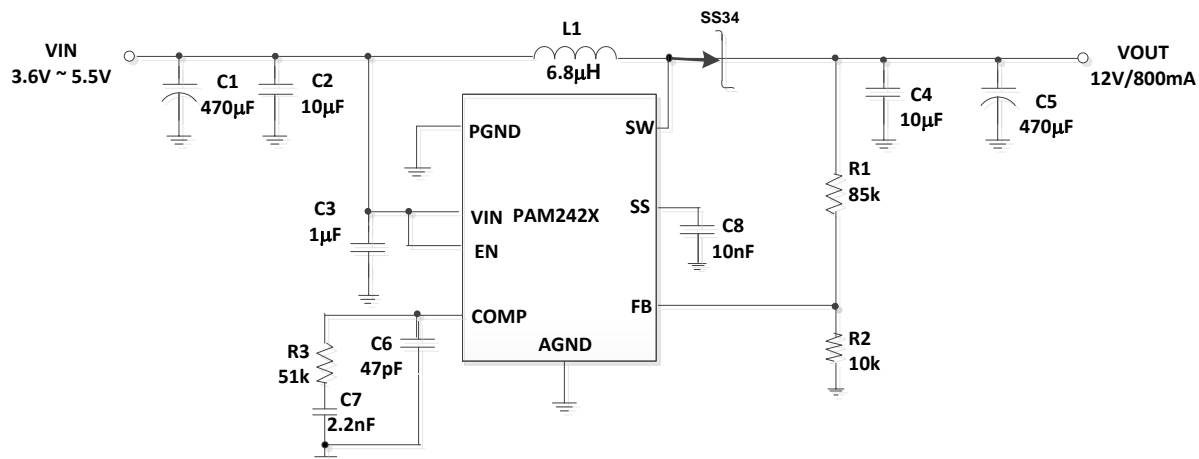 SS34
L1
6.8µH
VIN
3.6V ~ 5.5V
VOUT
12V/800mA
C1
470µF
C2
10µF
C4
10µF
C5
470µF
PGND
SW
R1
85k
C3
1µF
VIN
PAM242X
SS
EN
C8
10nF
FB
COMP
R3
51k
C6
47pF
AGND
R2
10k
C7
2.2nF